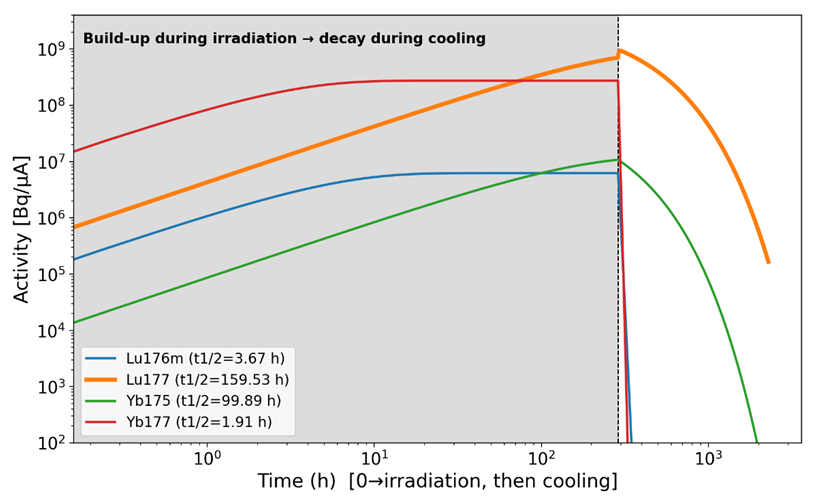 Build-up during irradiation → decay during cooling
Activity [Bq/μA]
10⁹
10⁸
10⁷
10⁶
10⁵
10⁴
10³
10²
Lu176m (t1/2=3.67 h)
Lu177 (t1/2=159.53 h)
Yb175 (t1/2=99.89 h)
Yb177 (t1/2=1.91 h)
10⁰ 10¹ 10² 10³
Time (h) [0→irradiation, then cooling]